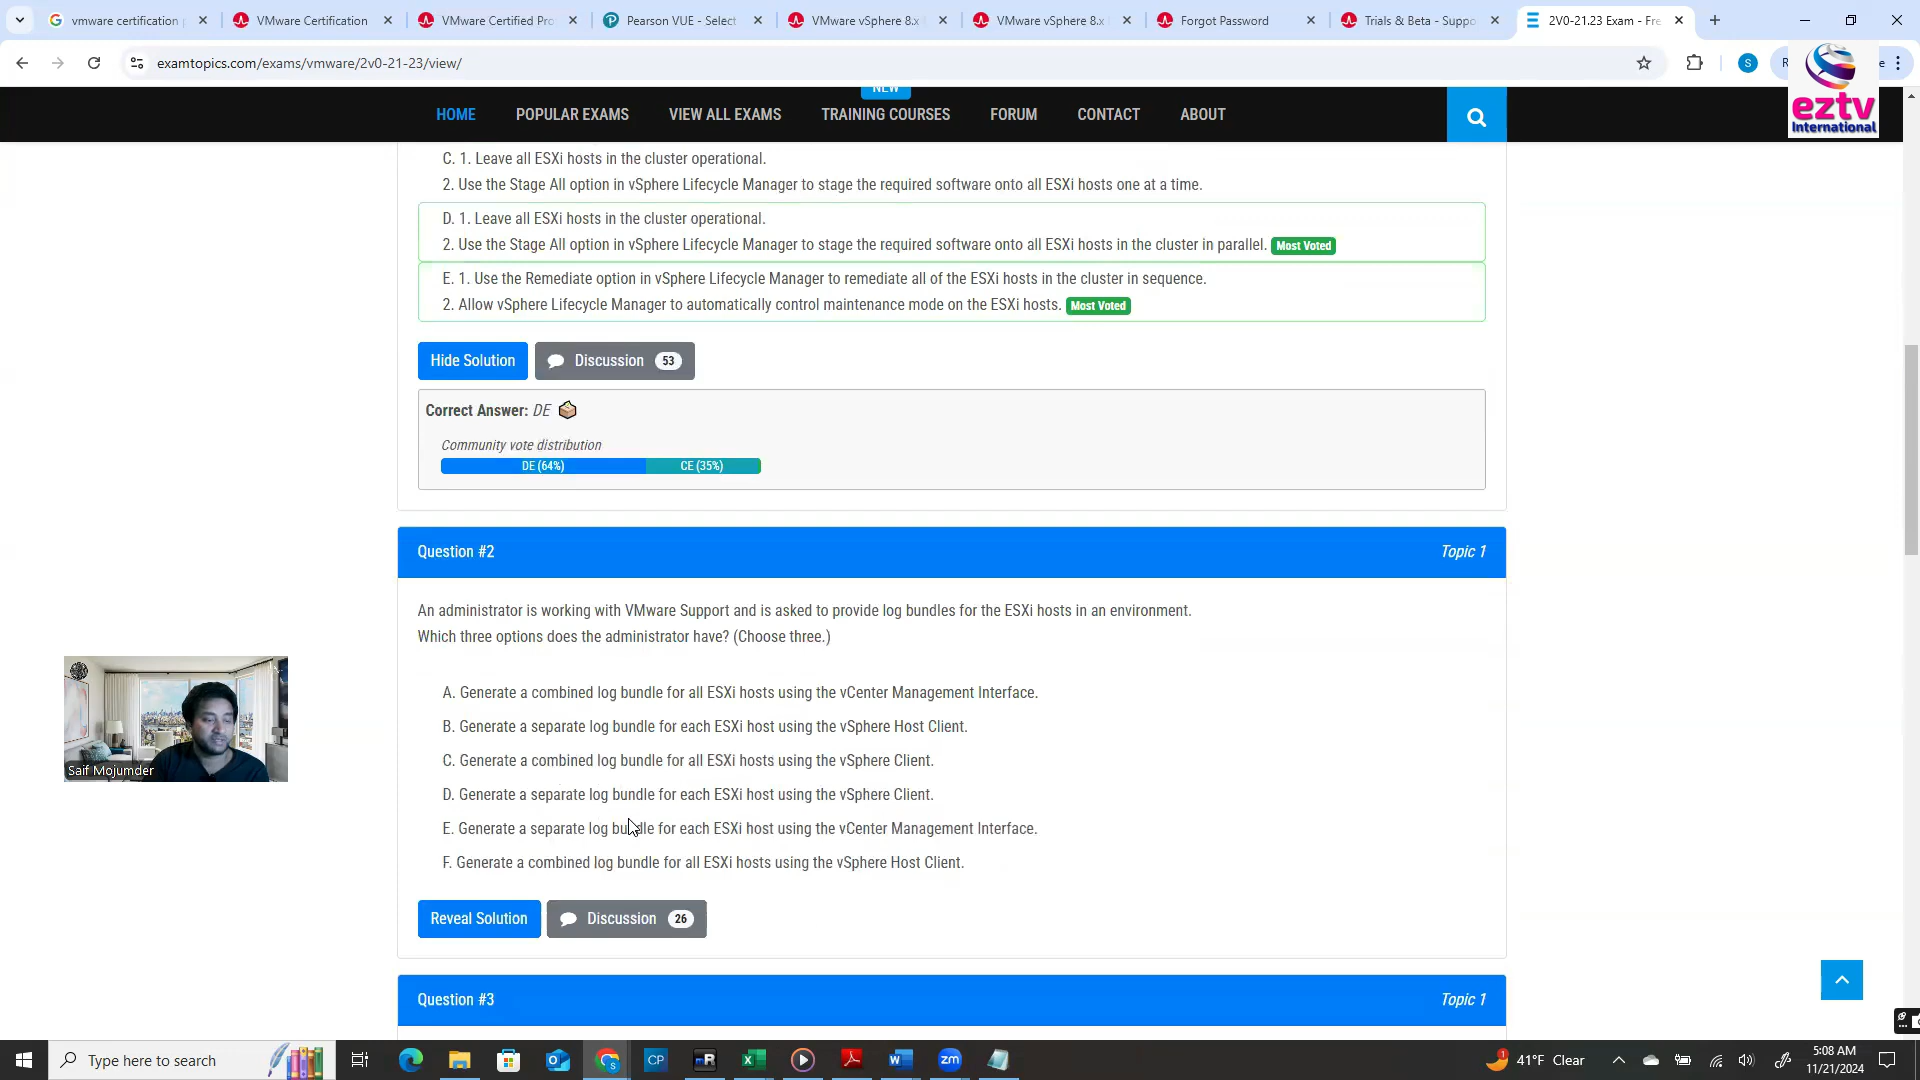 vmware certification
VMware Certification
VMware Certified Pro
Pearson VUE - Select
VMware vSphere 8.x
VMware vSphere 8.x
Forgot Password
Trials & Beta - Suppo
2V0-21.23 Exam - Fre
examtopics.com/exams/vmware/2v0-21-23/view/
S
eztv
International
NEW
HOME
POPULAR EXAMS
VIEW ALL EXAMS
TRAINING COURSES
FORUM
CONTACT
ABOUT
C. 1. Leave all ESXi hosts in the cluster operational.
2. Use the Stage All option in vSphere Lifecycle Manager to stage the required software onto all ESXi hosts one at a time.
D. 1. Leave all ESXi hosts in the cluster operational.
2. Use the Stage All option in vSphere Lifecycle Manager to stage the required software onto all ESXi hosts in the cluster in parallel. Most Voted
E. 1. Use the Remediate option in vSphere Lifecycle Manager to remediate all of the ESXi hosts in the cluster in sequence.
2. Allow vSphere Lifecycle Manager to automatically control maintenance mode on the ESXi hosts. Most Voted
Hide Solution
Discussion 53
Correct Answer: DE
Community vote distribution
DE (64%) CE (35%)
Question #2 Topic 1
An administrator is working with VMware Support and is asked to provide log bundles for the ESXi hosts in an environment.
Which three options does the administrator have? (Choose three.)
A. Generate a combined log bundle for all ESXi hosts using the vCenter Management Interface.
B. Generate a separate log bundle for each ESXi host using the vSphere Host Client.
C. Generate a combined log bundle for all ESXi hosts using the vSphere Client.
D. Generate a separate log bundle for each ESXi host using the vSphere Client.
E. Generate a separate log bundle for each ESXi host using the vCenter Management Interface.
F. Generate a combined log bundle for all ESXi hosts using the vSphere Host Client.
Saif Mojumder
Reveal Solution
Discussion 26
Question #3 Topic 1
Type here to search
CP
R
zm
41°F Clear
5:08 AM
11/21/2024